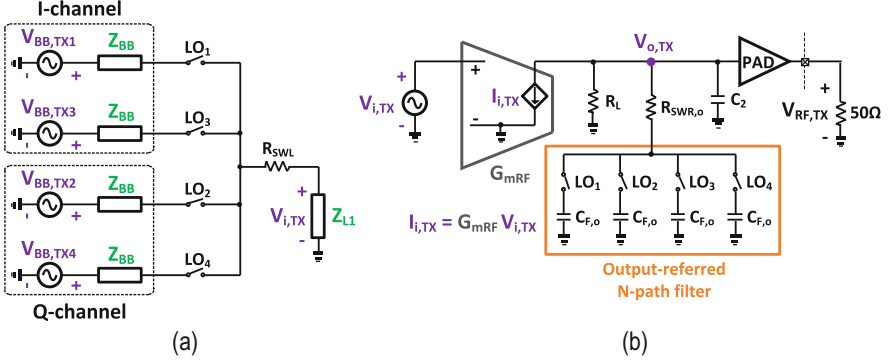 I-channel
V_BB,TX1 Z_BB LO_1
- +
V_BB,TX3 Z_BB LO_3
- +
V_BB,TX2 Z_BB LO_2
- +
V_BB,TX4 Z_BB LO_4
- +
Q-channel
R_SWL
+
V_i,TX Z_L1
-
(a)
V_o,TX
+ + PAD
V_i,TX I_i,TX R_L R_SWR,o C_2 + V_RF,TX 50Ω
- - -
G_mRF
LO_1 LO_2 LO_3 LO_4
C_F,o C_F,o C_F,o C_F,o
I_i,TX = G_mRF V_i,TX
Output-referred
N-path filter
(b)